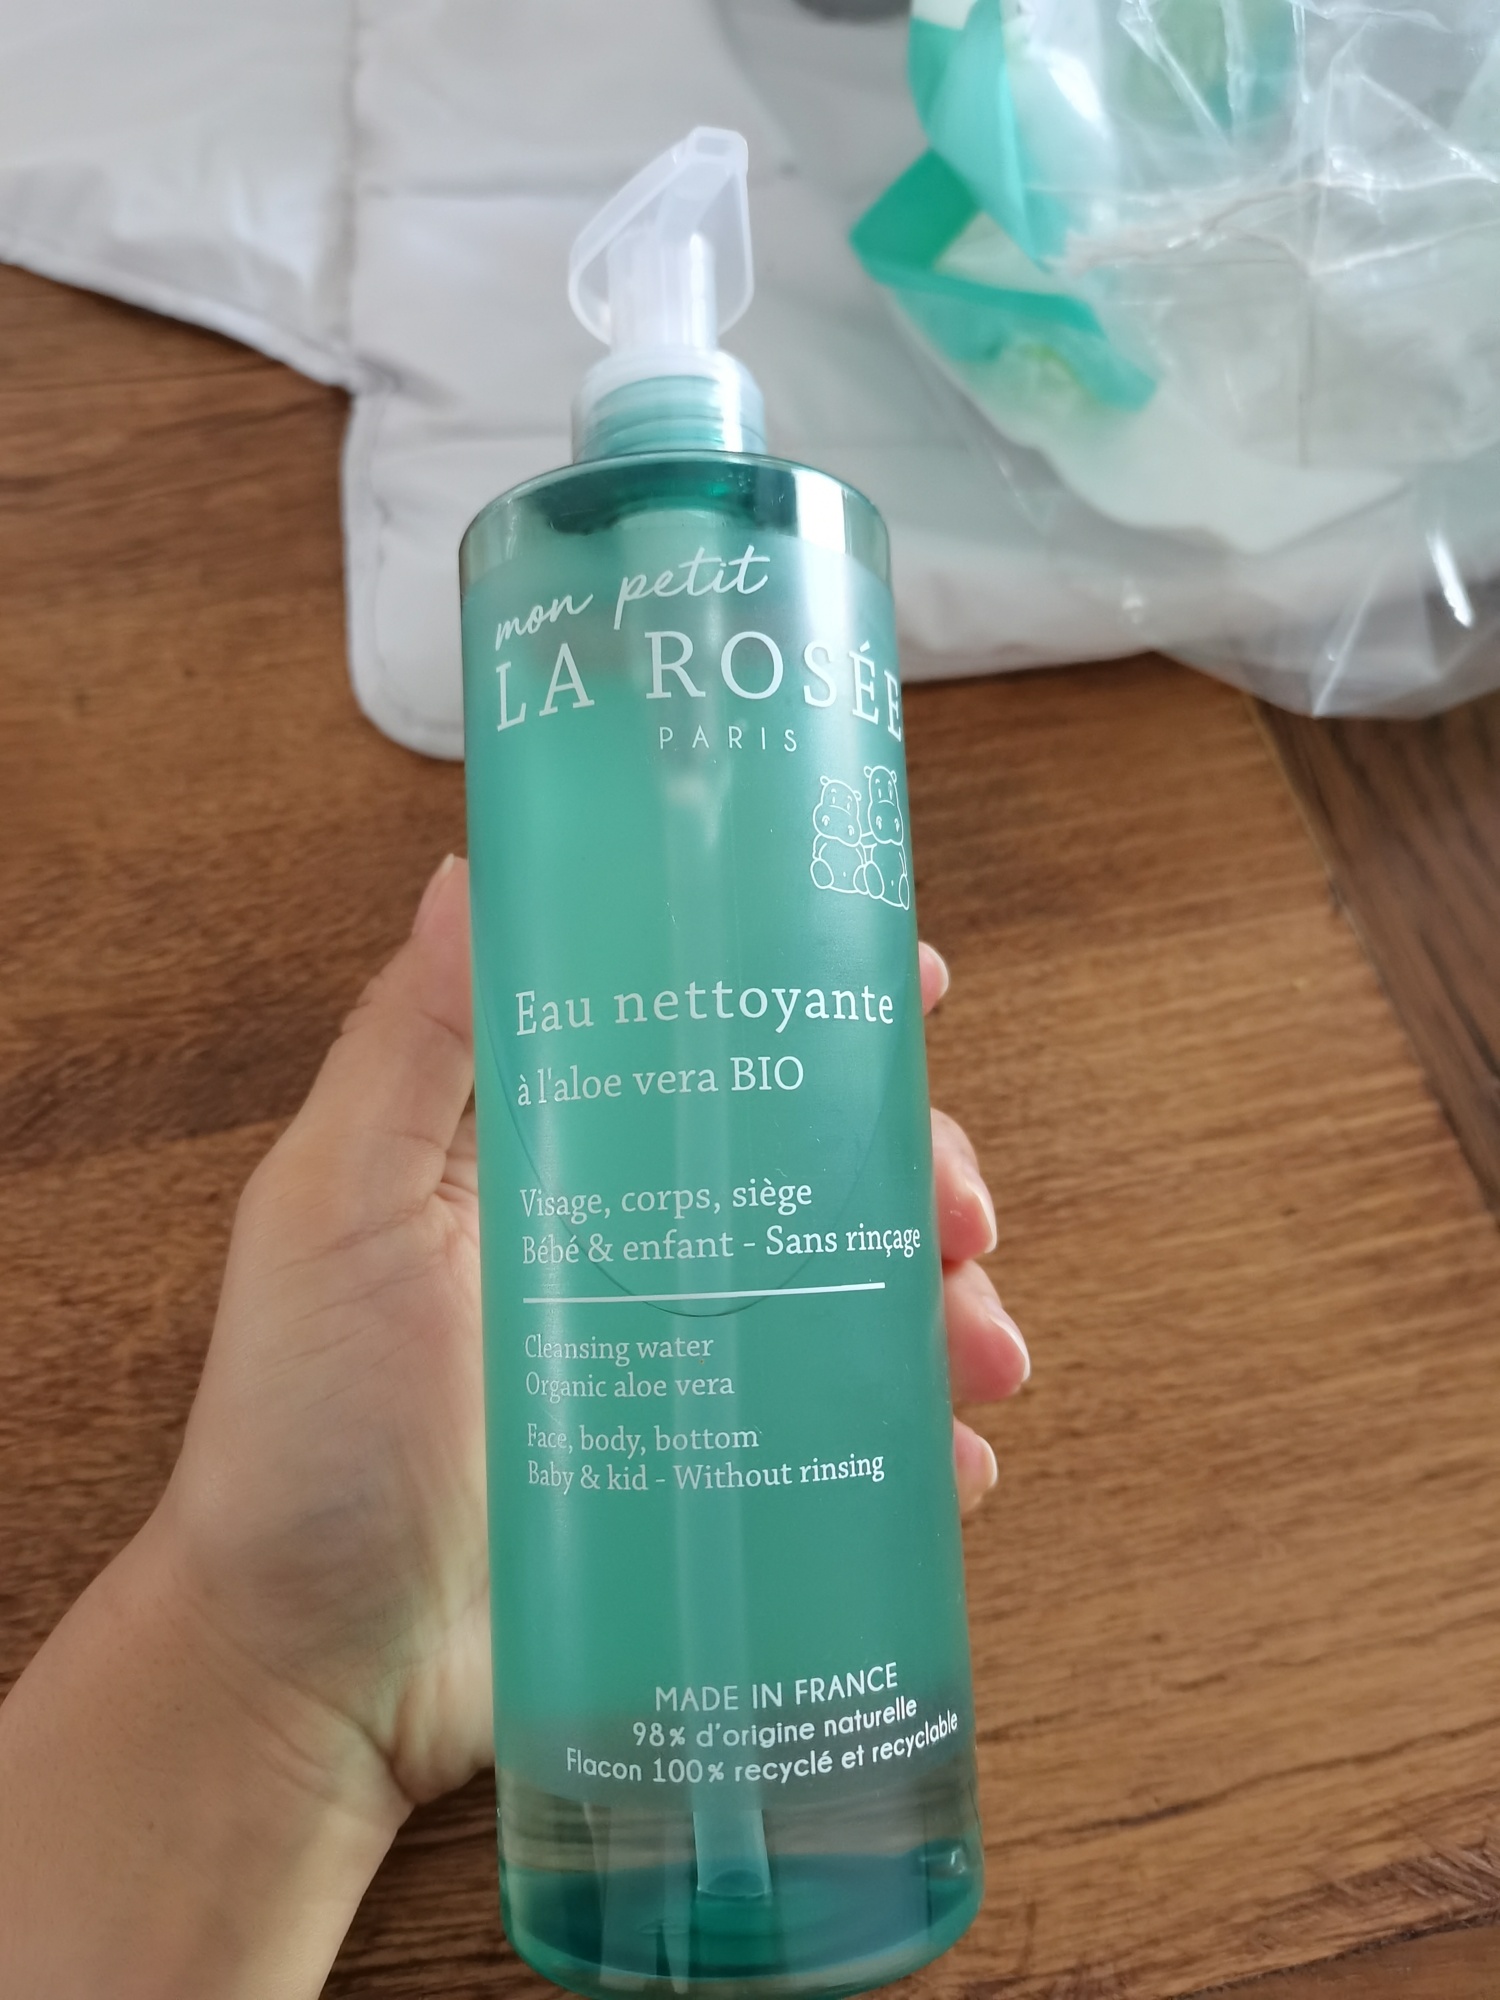 mon petit
LA ROSÉE
PARIS
Eau nettoyante
à l'aloe vera BIO
Visage, corps, siège
Bébé & enfant - Sans rinçage
Cleansing water
Organic aloe vera
Face, body, bottom
Baby & kid - Without rinsing
MADE IN FRANCE
98% d'origine naturelle
Flacon 100% recyclé et recyclable